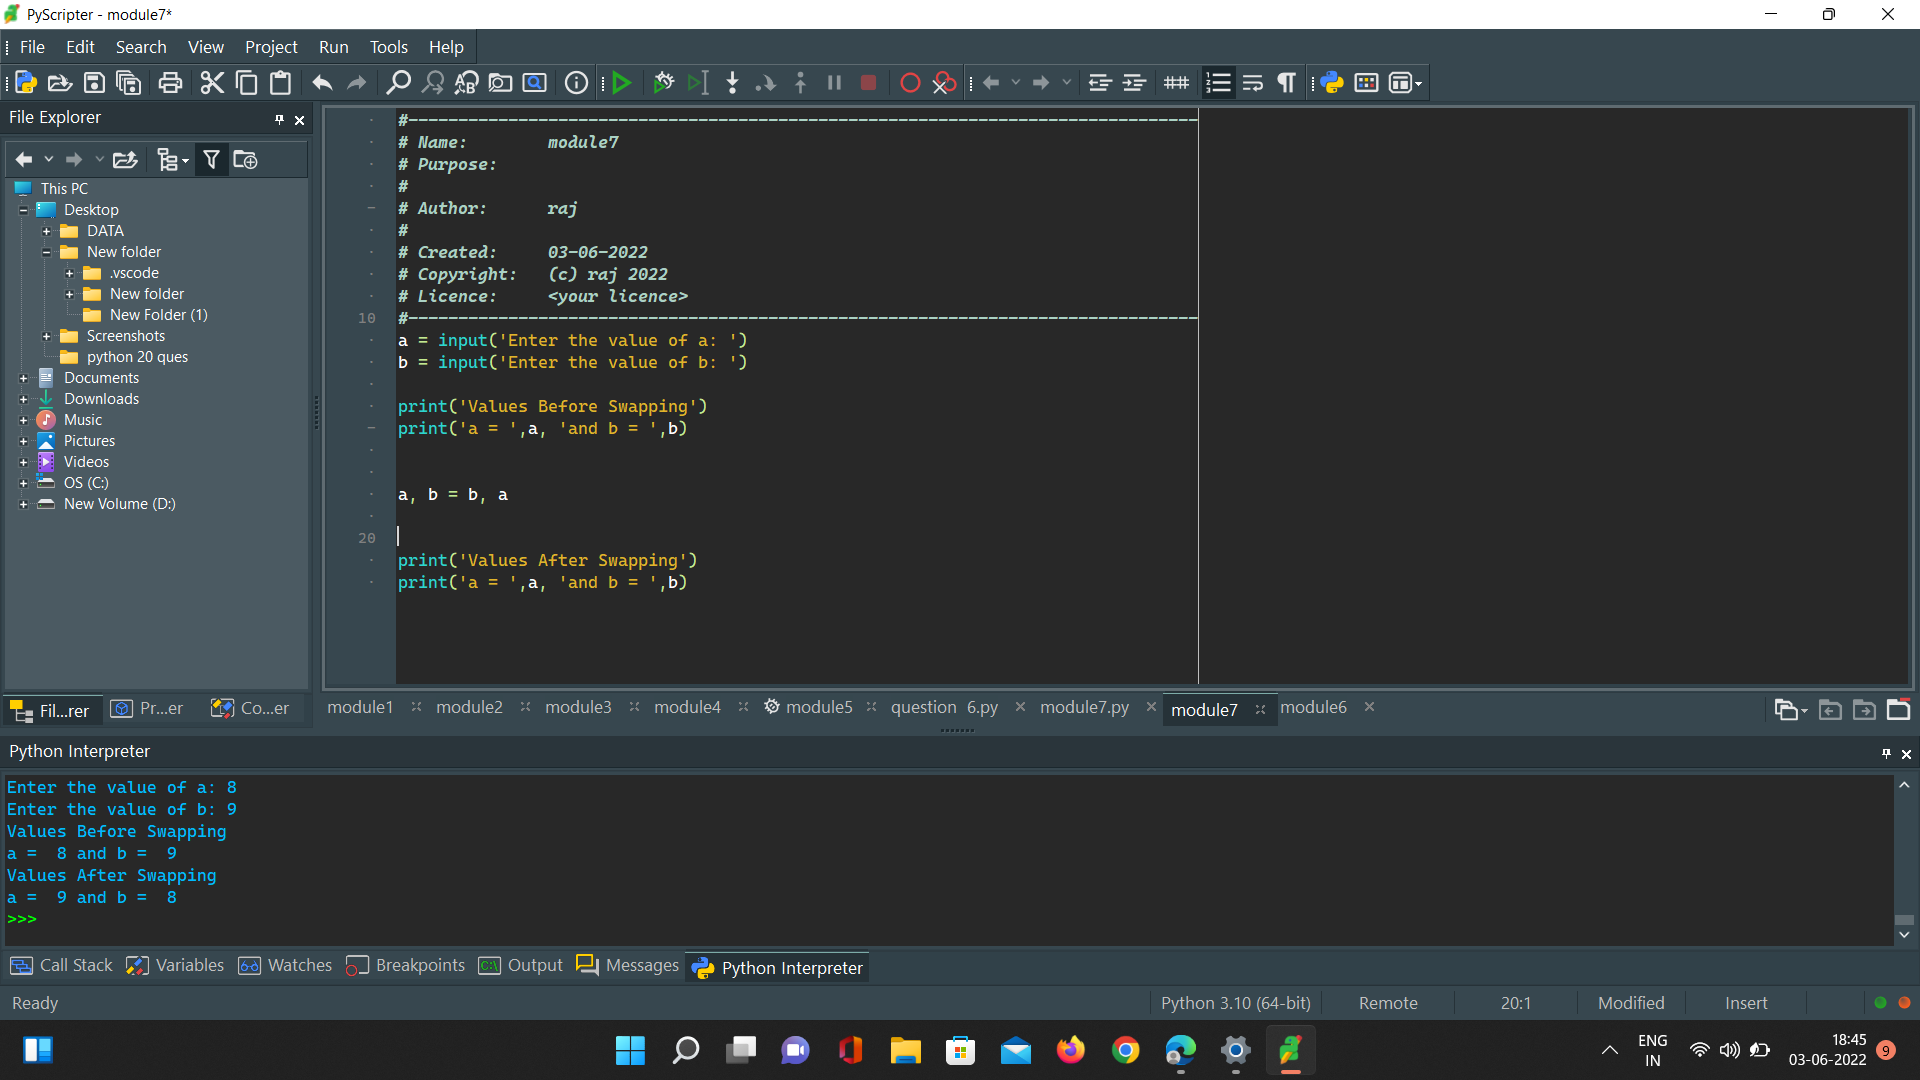 PyScripter - module7*
File Edit Search View Project Run Tools Help
File Explorer
This PC
Desktop
DATA
New folder
.vscode
New folder
New Folder (1)
Screenshots
python 20 ques
Documents
Downloads
Music
Pictures
Videos
OS (C:)
New Volume (D:)
Fil...rer Pr...er Co...er
#-------------------------------------------------------------------------------
# Name:        module7
# Purpose:
#
# Author:      raj
#
# Created:     03-06-2022
# Copyright:   (c) raj 2022
# Licence:     <your licence>
10 #-------------------------------------------------------------------------------
a = input('Enter the value of a: ')
b = input('Enter the value of b: ')
print('Values Before Swapping')
print('a = ',a, 'and b = ',b)
a, b = b, a
20
print('Values After Swapping')
print('a = ',a, 'and b = ',b)
module1 module2 module3 module4 module5 question 6.py module7.py module7 module6
Python Interpreter
Enter the value of a: 8
Enter the value of b: 9
Values Before Swapping
a =  8 and b =  9
Values After Swapping
a =  9 and b =  8
>>>
Call Stack Variables Watches Breakpoints Output Messages Python Interpreter
Ready Python 3.10 (64-bit) Remote 20:1 Modified Insert
ENG 18:45
IN 03-06-2022 9